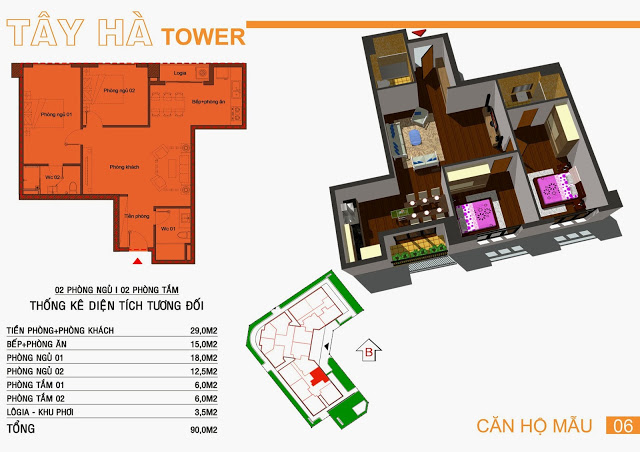 TÂY HÀ TOWER
Logia
Phòng ngủ 02
Bếp+phòng ăn
Phòng ngủ 01
Phòng khách
Wc 02
Tiền phòng
Wc 01
02 PHÒNG NGỦ I 02 PHÒNG TẮM
THỐNG KÊ DIỆN TÍCH TƯƠNG ĐỐI
TIỀN PHÒNG+PHÒNG KHÁCH 29,0M2
BẾP+PHÒNG ĂN 15,0M2
PHÒNG NGỦ 01 18,0M2
PHÒNG NGỦ 02 12,5M2
PHÒNG TẮM 01 6,0M2
PHÒNG TẮM 02 6,0M2
LÔGIA - KHU PHƠI 3,5M2
TỔNG 90,0M2
B
CĂN HỘ MẪU 06